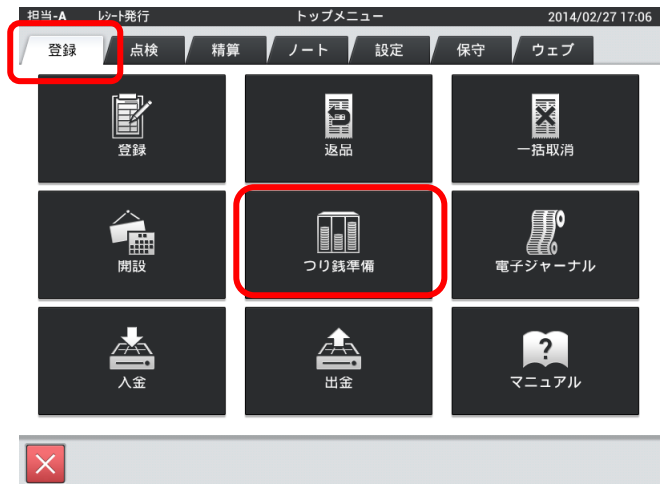 担当-A ﾚｼｰﾄ発行 トップメニュー 2014/02/27 17:06
登録 点検 精算 ノート 設定 保守 ウェブ
登録 返品 一括取消
開設 つり銭準備 電子ジャーナル
入金 出金 マニュアル